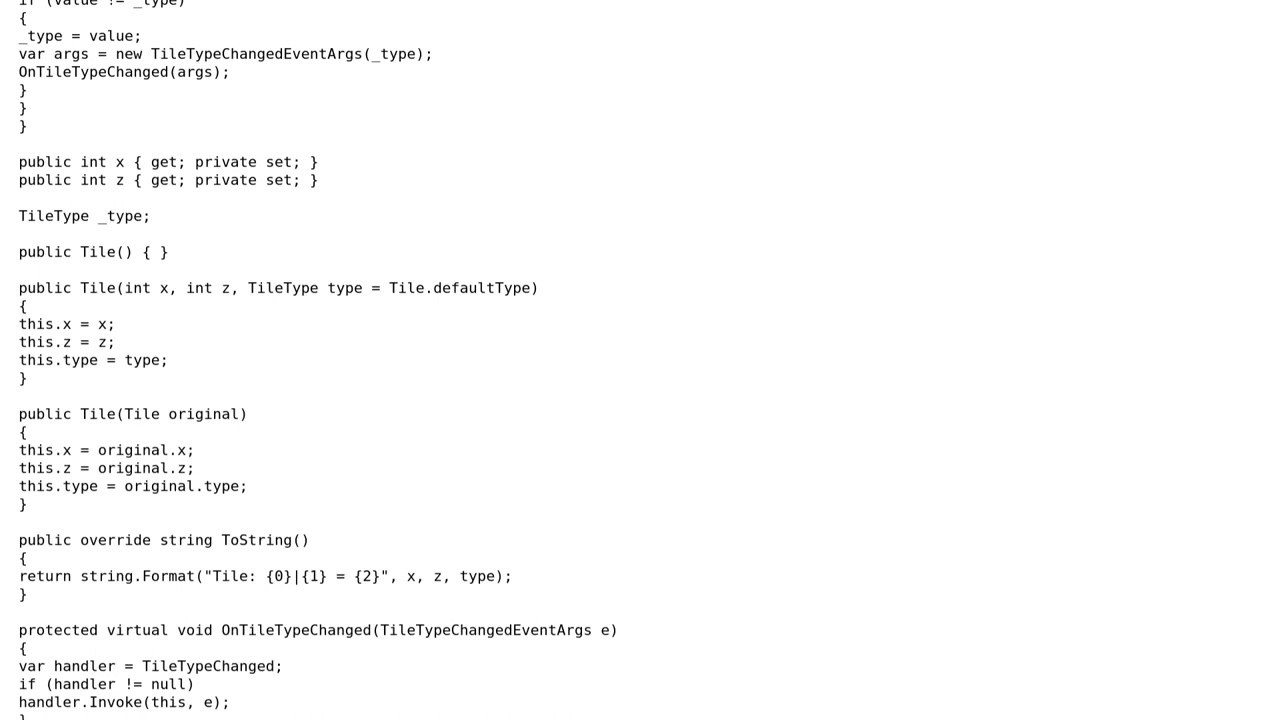 if (value != _type)
{
_type = value;
var args = new TileTypeChangedEventArgs(_type);
OnTileTypeChanged(args);
}
}
}
public int x { get; private set; }
public int z { get; private set; }
TileType _type;
public Tile() { }
public Tile(int x, int z, TileType type = Tile.defaultType)
{
this.x = x;
this.z = z;
this.type = type;
}
public Tile(Tile original)
{
this.x = original.x;
this.z = original.z;
this.type = original.type;
}
public override string ToString()
{
return string.Format("Tile: {0}|{1} = {2}", x, z, type);
}
protected virtual void OnTileTypeChanged(TileTypeChangedEventArgs e)
{
var handler = TileTypeChanged;
if (handler != null)
handler.Invoke(this, e);
}